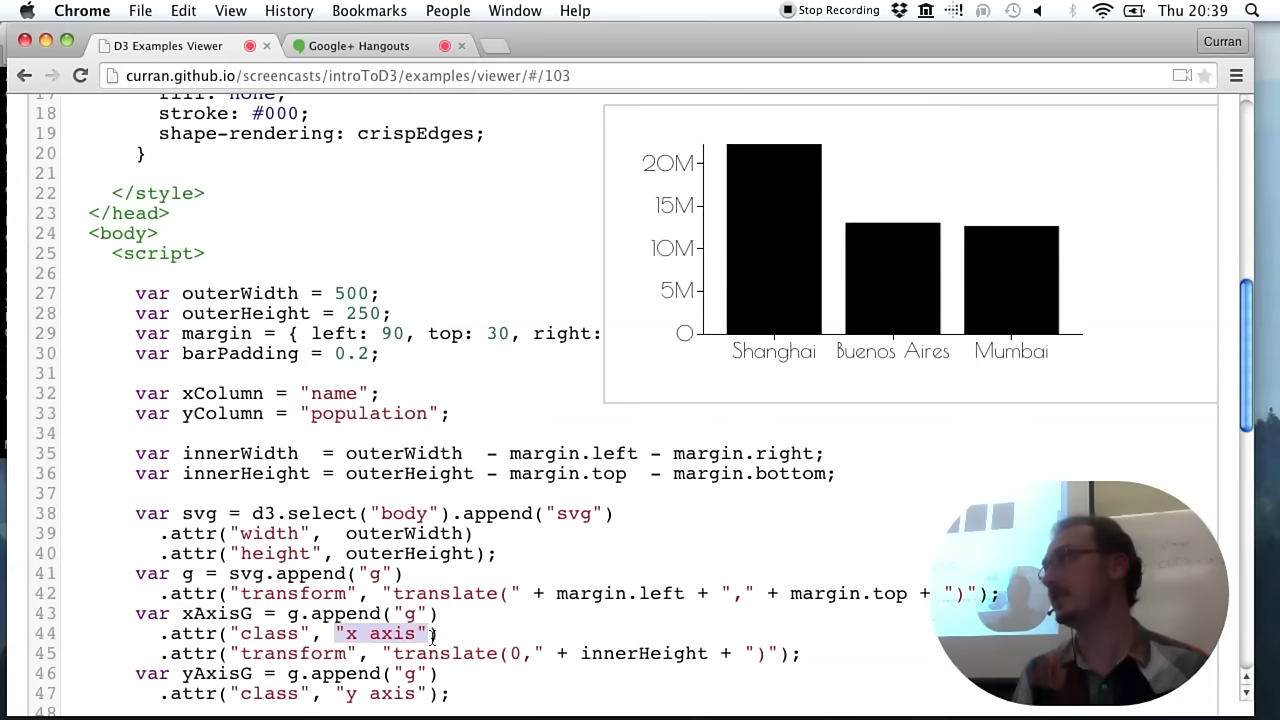 Chrome File Edit View History Bookmarks People Window Help Stop Recording Thu 20:39
D3 Examples Viewer Google+ Hangouts Curran
curran.github.io/screencasts/introToD3/examples/viewer/#/103
17 fill: none;
18 stroke: #000;
19 shape-rendering: crispEdges;
20 }
21
22 </style>
23 </head>
24 <body>
25 <script>
26
27 var outerWidth = 500;
28 var outerHeight = 250;
29 var margin = { left: 90, top: 30, right:
30 var barPadding = 0.2;
31
32 var xColumn = "name";
33 var yColumn = "population";
34
35 var innerWidth = outerWidth - margin.left - margin.right;
36 var innerHeight = outerHeight - margin.top - margin.bottom;
37
38 var svg = d3.select("body").append("svg")
39 .attr("width", outerWidth)
40 .attr("height", outerHeight);
41 var g = svg.append("g")
42 .attr("transform", "translate(" + margin.left + "," + margin.top + ")");
43 var xAxisG = g.append("g")
44 .attr("class", "x axis")
45 .attr("transform", "translate(0," + innerHeight + ")");
46 var yAxisG = g.append("g")
47 .attr("class", "y axis");
48
20M
15M
10M
5M
0
Shanghai Buenos Aires Mumbai